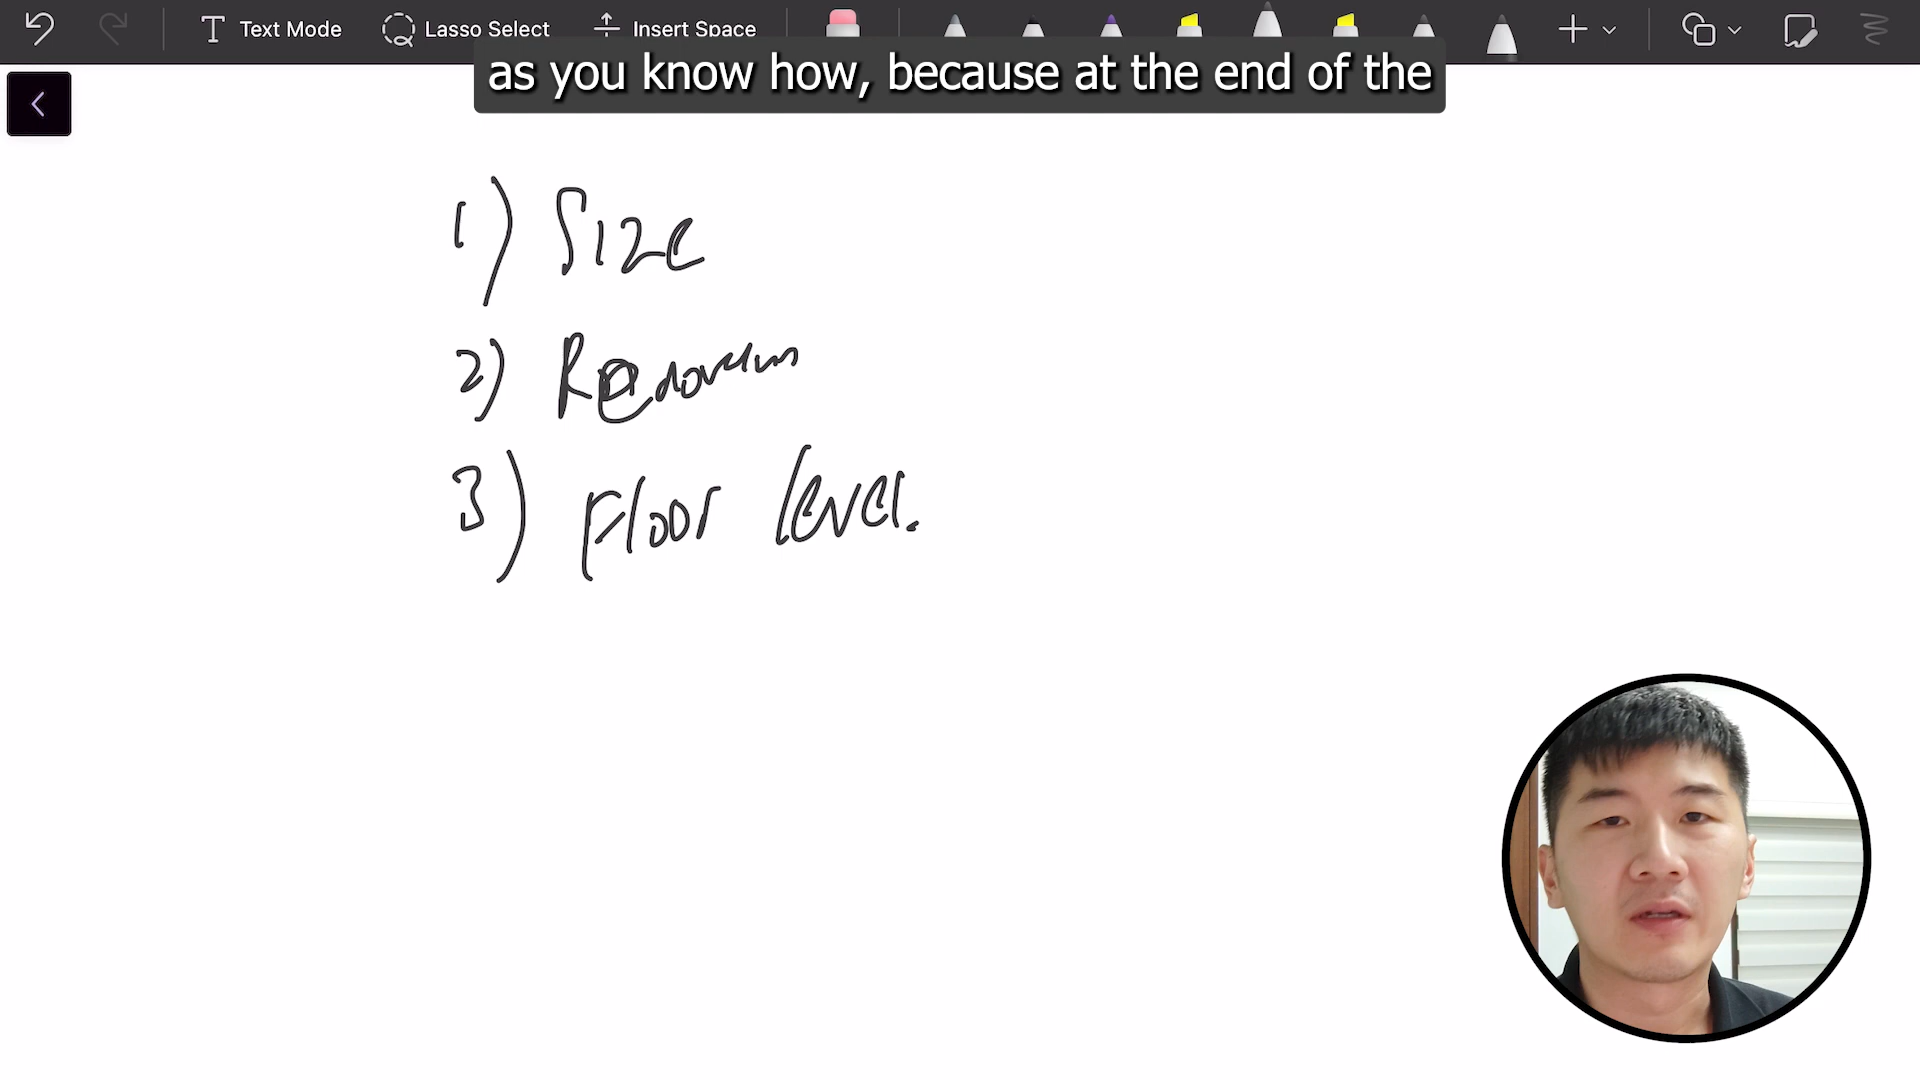 Text Mode Lasso Select Insert Space
as you know how, because at the end of the
1) Size
2)
3) Floor level.